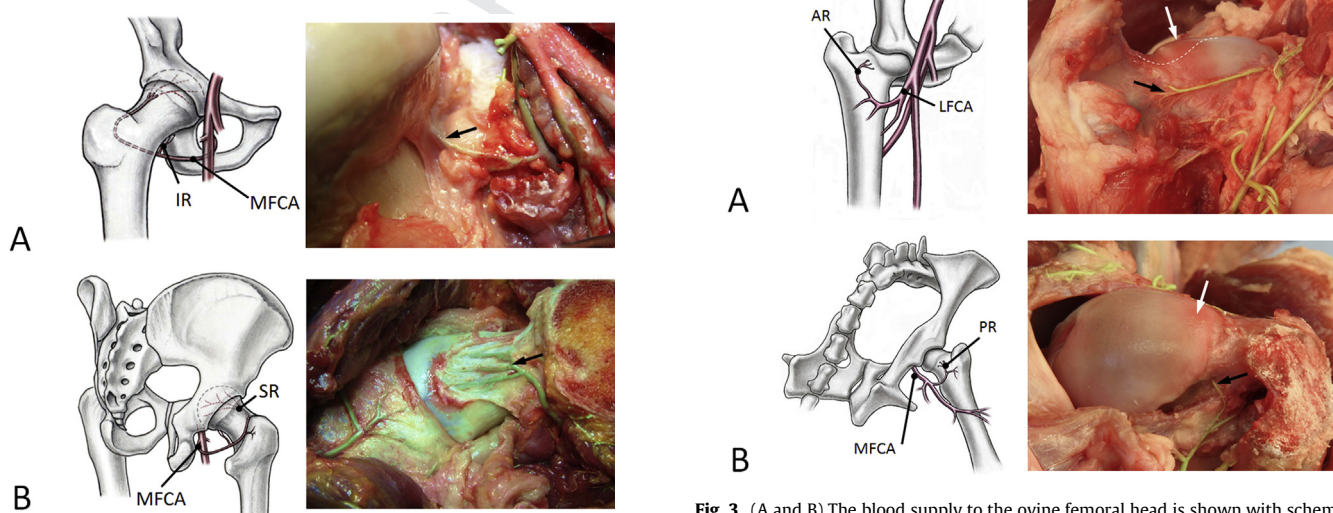 IR
MFCA
A
SR
MFCA
B
AR
LFCA
A
PR
MFCA
B
Fig. 3. (A and B) The blood supply to the ovine femoral head is shown with schem